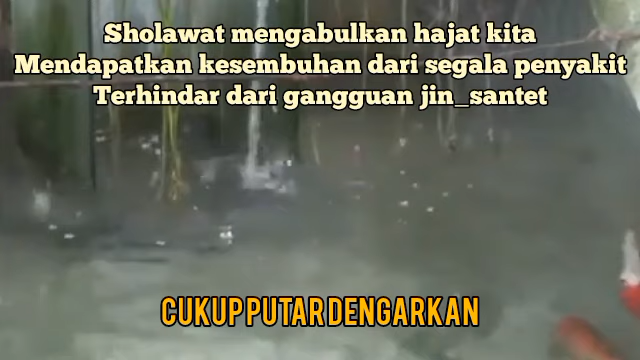 Sholawat mengabulkan hajat kita
Mendapatkan kesembuhan dari segala penyakit
Terhindar dari gangguan jin_santet
CUKUP PUTAR DENGARKAN